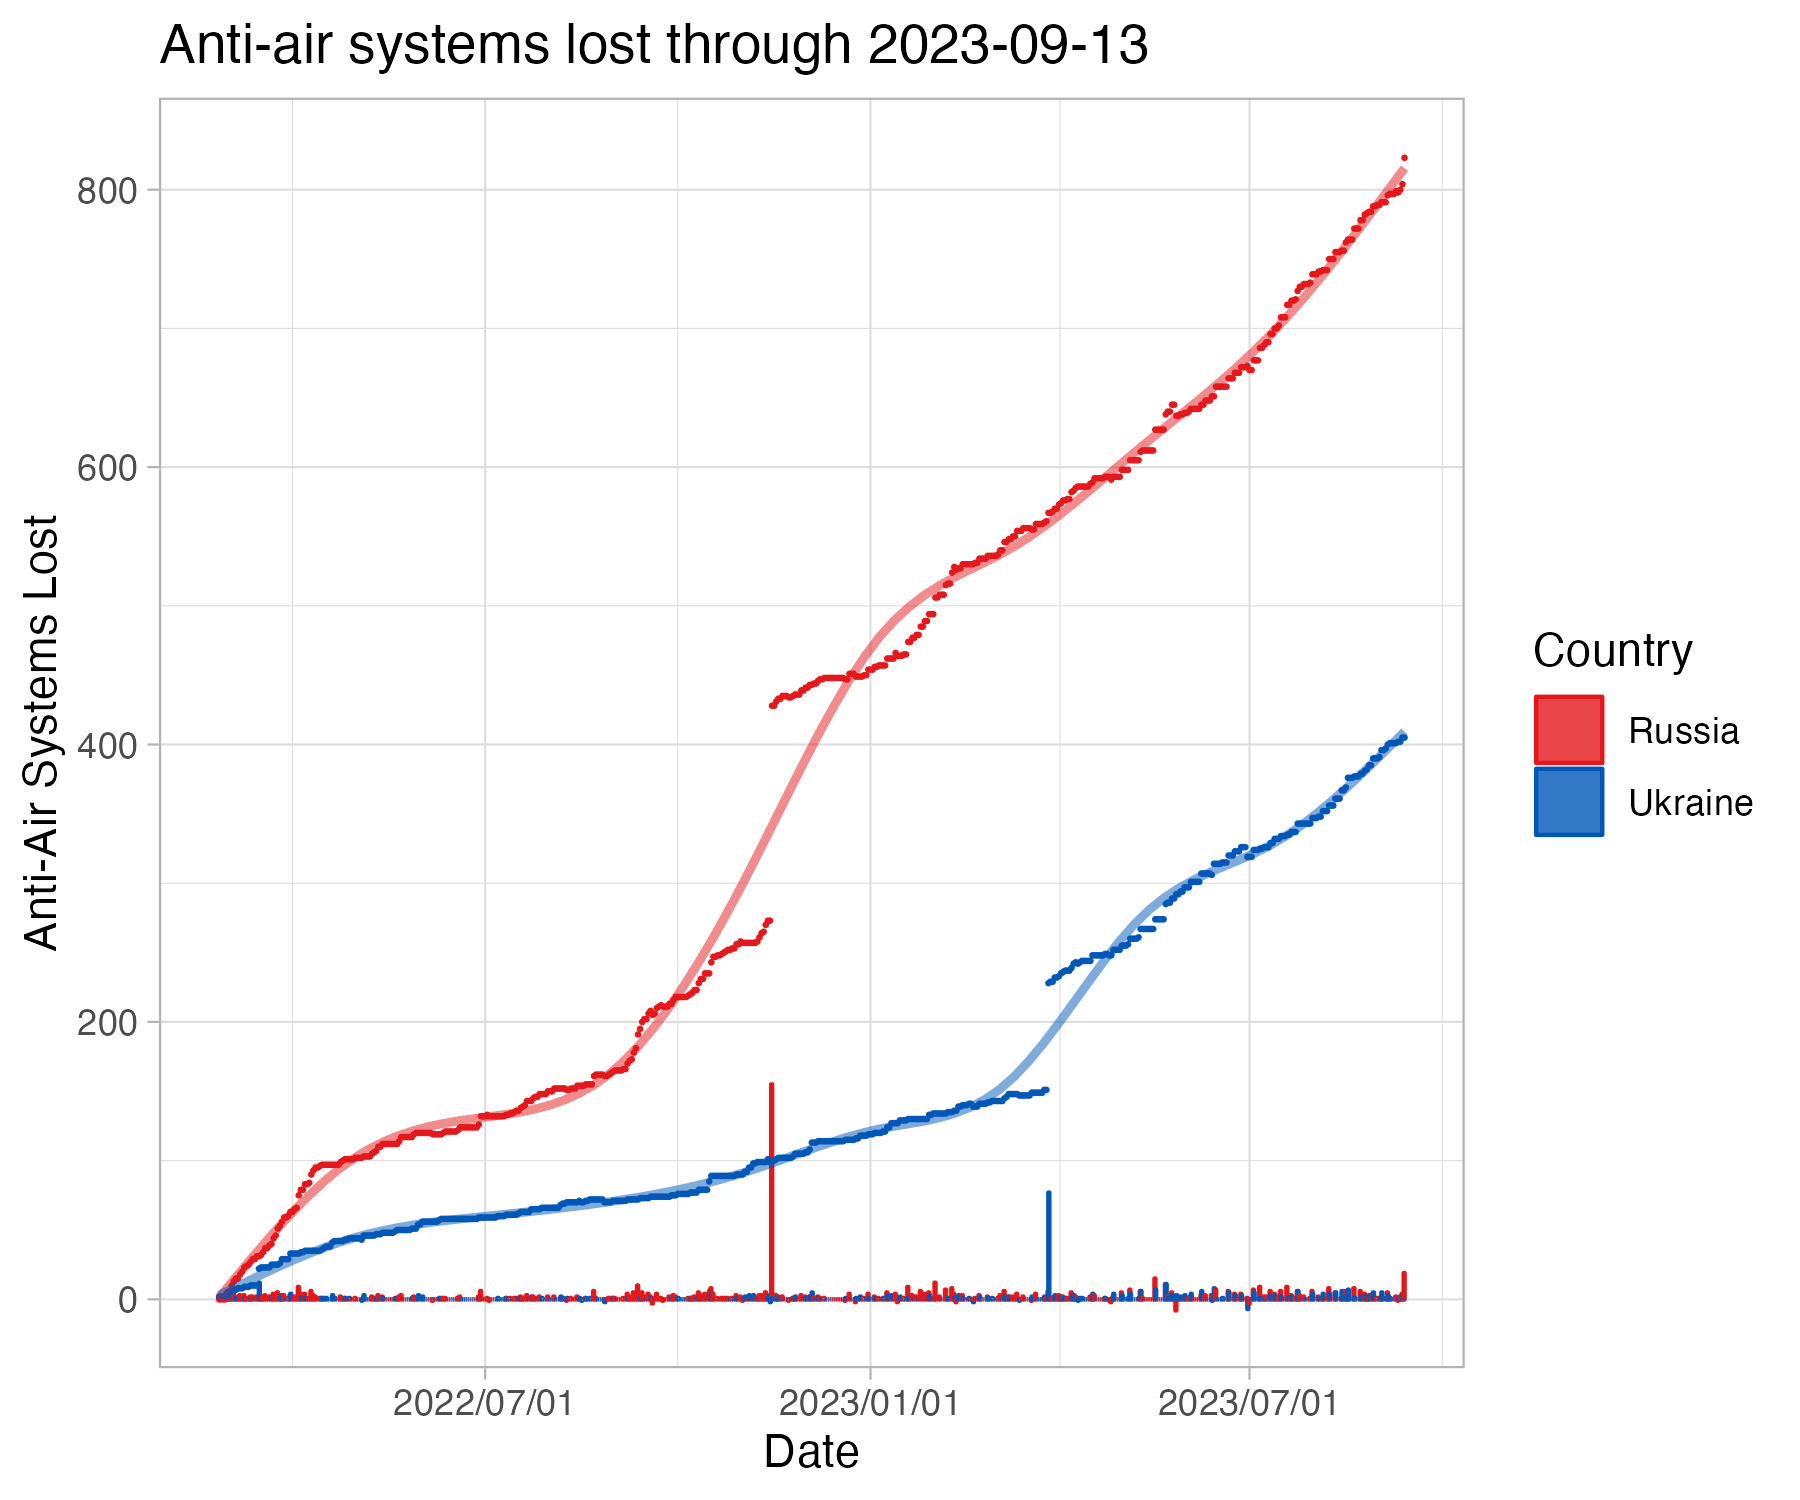 Anti-air systems lost through 2023-09-13
Anti-Air Systems Lost
800
600
400
200
0
2022/07/01
2023/01/01
2023/07/01
Date
Country
Russia
Ukraine